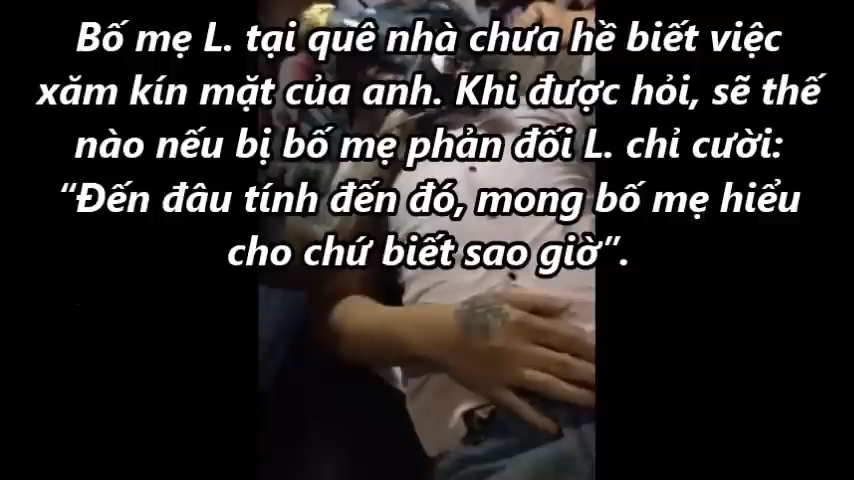 Bố mẹ L. tại quê nhà chưa hề biết việc
xăm kín mặt của anh. Khi được hỏi, sẽ thế
nào nếu bị bố mẹ phản đối L. chỉ cười:
“Đến đâu tính đến đó, mong bố mẹ hiểu
cho chứ biết sao giờ”.